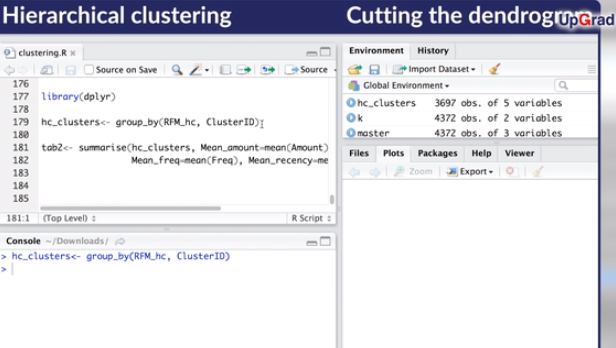 Hierarchical clustering
Cutting the dendrogra
UpGrad
clustering.R
Source on Save
Source
176
177 library(dplyr)
178
179 hc_clusters<- group_by(RFM_hc, ClusterID)
180
181 tab2<- summarise(hc_clusters, Mean_amount=mean(Amount)
182 Mean_freq=mean(Freq), Mean_recency=me
183
184
185
181:1 (Top Level) R Script
Console ~/Downloads/
> hc_clusters<- group_by(RFM_hc, ClusterID)
>
Environment History
Import Dataset
Global Environment
hc_clusters 3697 obs. of 5 variables
k 4372 obs. of 2 variables
master 4372 obs. of 3 variables
Files Plots Packages Help Viewer
Zoom Export